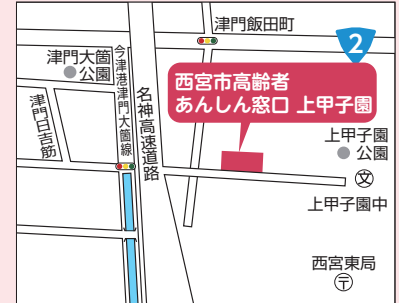 津門飯田町
2
津門大箇
公園
今津港津門大箇線
名神高速道路
津門日吉筋
西宮市高齢者
あんしん窓口 上甲子園
上甲子園
公園
文
上甲子園中
西宮東局
〒